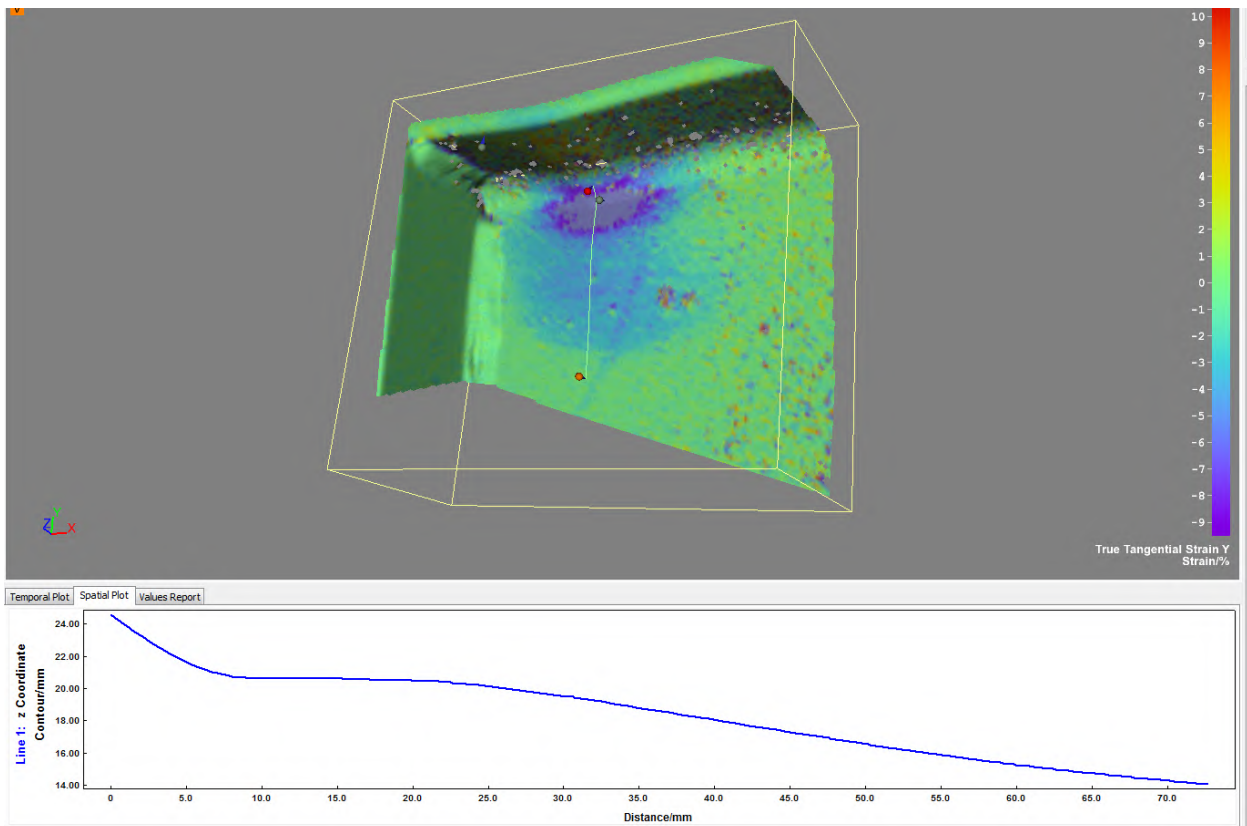 V
10
9
8
7
6
5
4
3
2
1
0
-1
-2
-3
-4
-5
-6
-7
-8
-9
True Tangential Strain Y
Strain/%
Y
Z X
Temporal Plot Spatial Plot Values Report
Line 1: z Coordinate
Contour/mm
24.00
22.00
20.00
18.00
16.00
14.00
0 5.0 10.0 15.0 20.0 25.0 30.0 35.0 40.0 45.0 50.0 55.0 60.0 65.0 70.0
Distance/mm